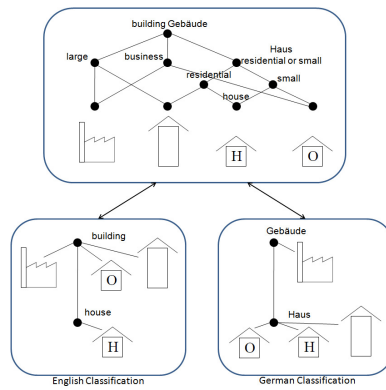 building Gebäude
large
business
Haus
residential or small
residential
small
house
H
O
building
O
house
H
English Classification
Gebäude
Haus
O
H
German Classification